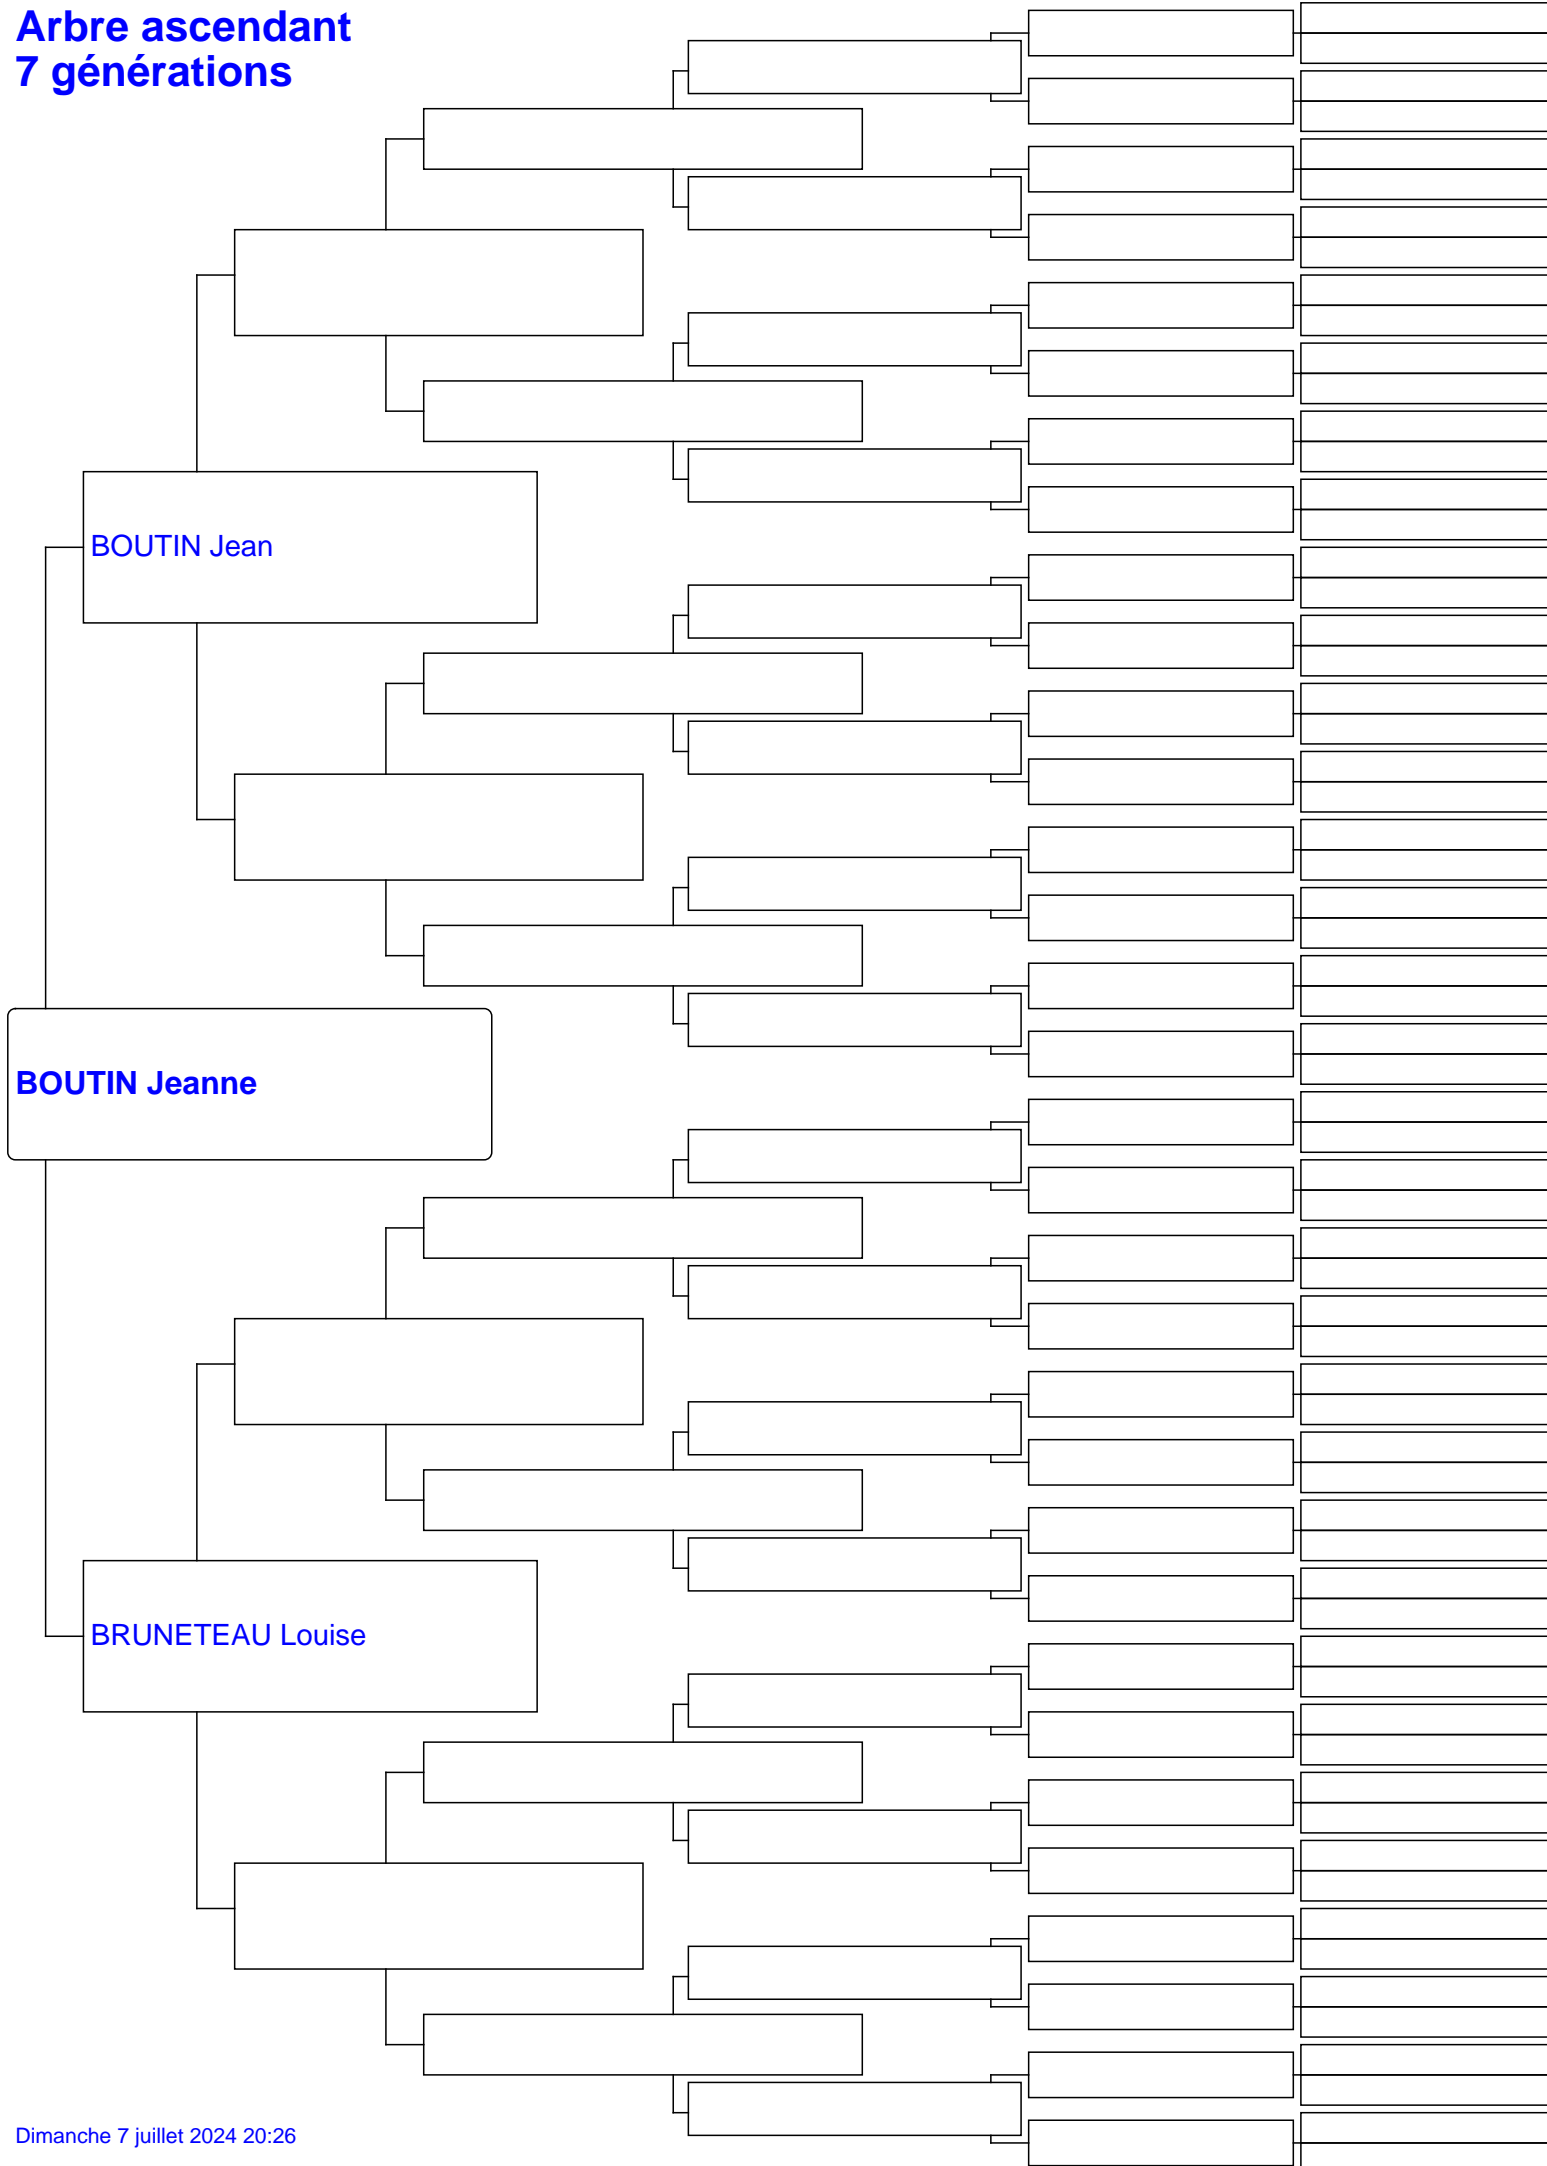 Arbre ascendant
7 générations
BOUTIN Jean
BOUTIN Jeanne
BRUNETEAU Louise
Dimanche 7 juillet 2024 20:26